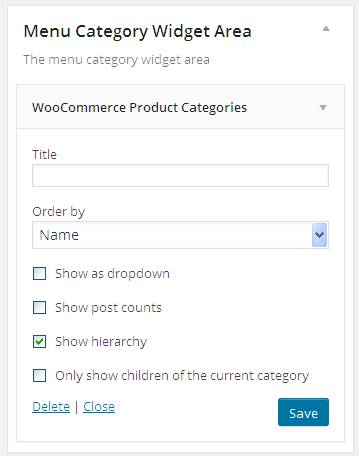 Menu Category Widget Area
The menu category widget area
WooCommerce Product Categories
Title
Order by
Name
Show as dropdown
Show post counts
Show hierarchy
Only show children of the current category
Delete | Close
Save